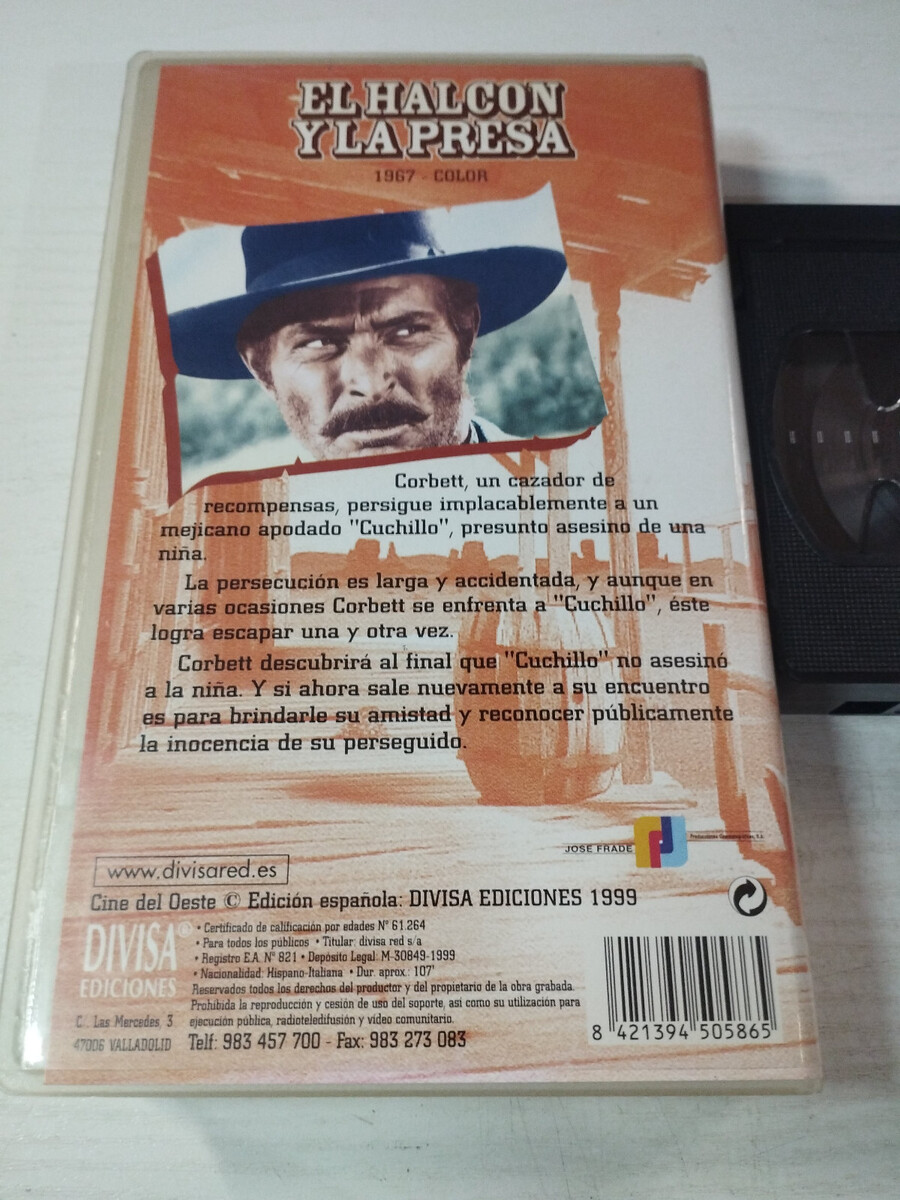 EL HALCON
Y LA PRESA
1967 - COLOR
Corbett, un cazador de
recompensas, persigue implacablemente a un
mejicano apodado "Cuchillo", presunto asesino de una
niña.
La persecución es larga y accidentada, y aunque en
varias ocasiones Corbett se enfrenta a "Cuchillo", éste
logra escapar una y otra vez.
Corbett descubrirá al final que "Cuchillo" no asesinó
a la niña. Y si ahora sale nuevamente a su encuentro
es para brindarle su amistad y reconocer públicamente
la inocencia de su perseguido.
JOSE FRADE
www.divisared.es
Cine del Oeste © Edición española: DIVISA EDICIONES 1999
DIVISA®
EDICIONES
• Certificado de calificación por edades Nº 61.264
• Para todos los públicos • Titular: divisa red s/a
• Registro E.A. Nº 821 • Depósito Legal: M-30849-1999
• Nacionalidad: Hispano-Italiana • Dur. aprox.: 107'
Reservados todos los derechos del productor y del propietario de la obra grabada.
Prohibida la reproducción y cesión de uso del soporte, así como su utilización para
ejecución pública, radioteledifusión y vídeo comunitario.
C/. Las Mercedes, 3
47006 VALLADOLID
Telf: 983 457 700 - Fax: 983 273 083
8 421394 505865